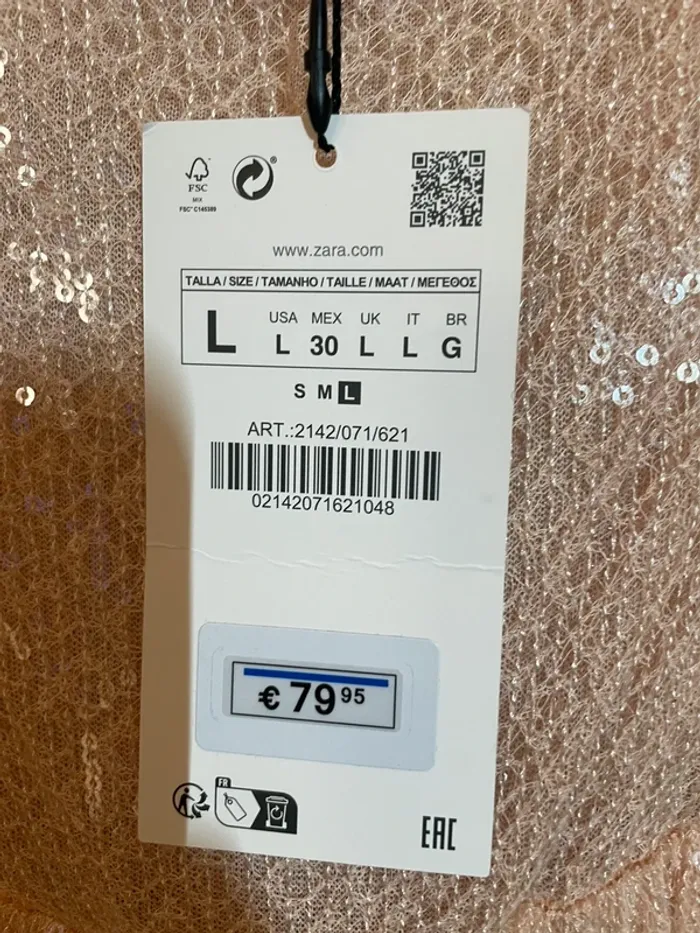 FSC
MIX
FSC® C146389
®
www.zara.com
TALLA / SIZE / TAMANHO / TAILLE / MAAT / ΜΕΓΕΘΟΣ
USA MEX UK IT BR
L L 30 L L G
S M L
ART.:2142/071/621
02142071621048
€ 79 95
FR
EAC